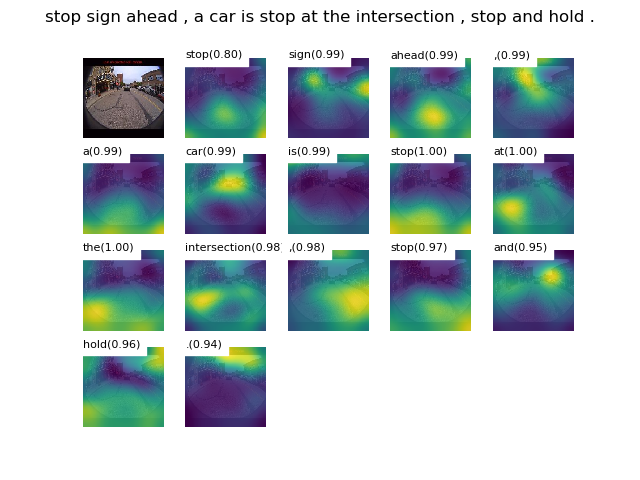 stop sign ahead , a car is stop at the intersection , stop and hold .
stop(0.80) sign(0.99) ahead(0.99) ,(0.99)
a(0.99) car(0.99) is(0.99) stop(1.00) at(1.00)
the(1.00) intersection(0.98) ,(0.98) stop(0.97) and(0.95)
hold(0.96) .(0.94)